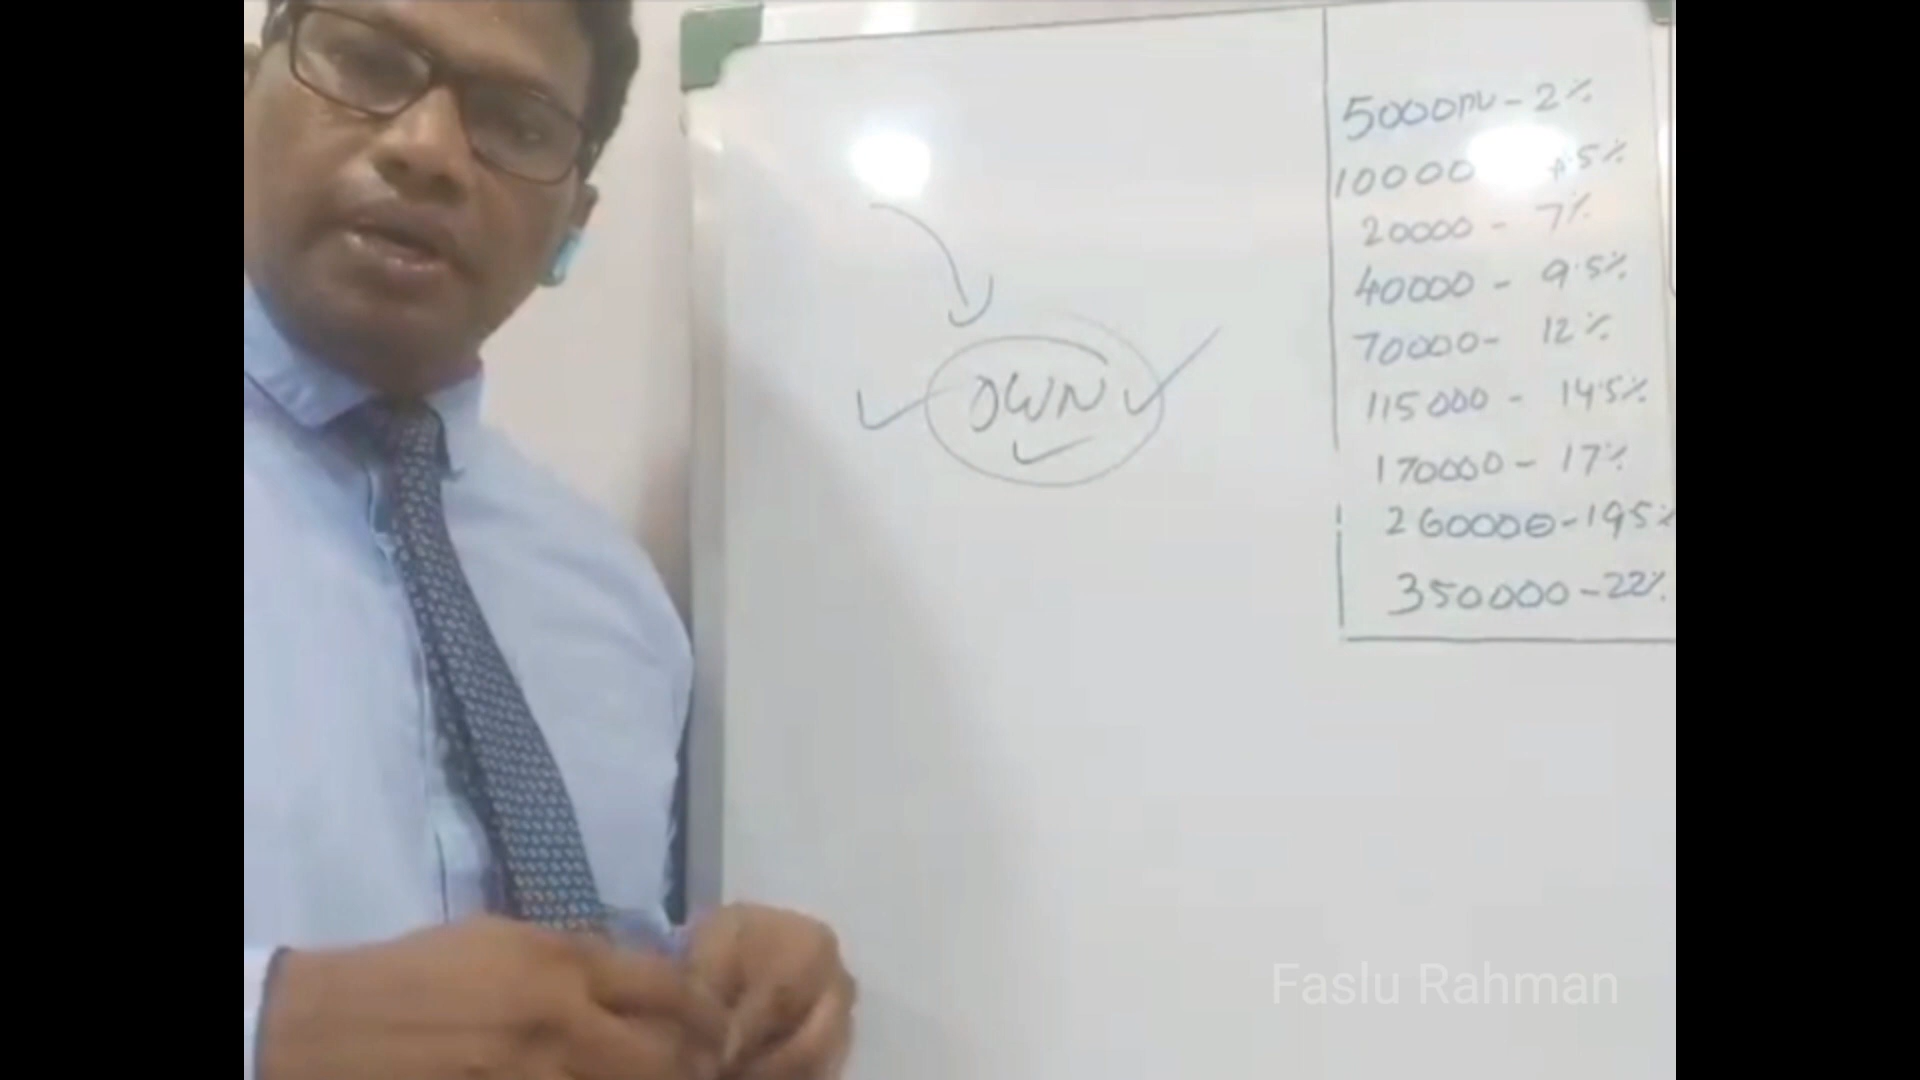 OWN
5000PV - 2%
10000 4.5%
20000 - 7%
40000 - 9.5%
70000 - 12%
115000 - 14.5%
170000 - 17%
260000 - 19.5%
350000 - 22%
Faslu Rahman